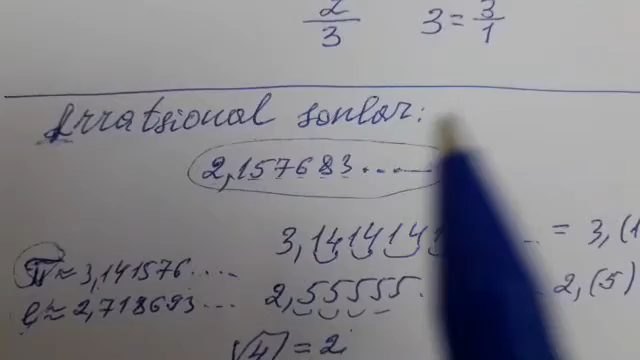 2/3 3 = 3/1
Irratsional sonlar:
2,157683....
3,141414 ... = 3,(1
π ≈ 3,141576....
2,55555. 2,(5)
e ≈ 2,718693...
√4 = 2